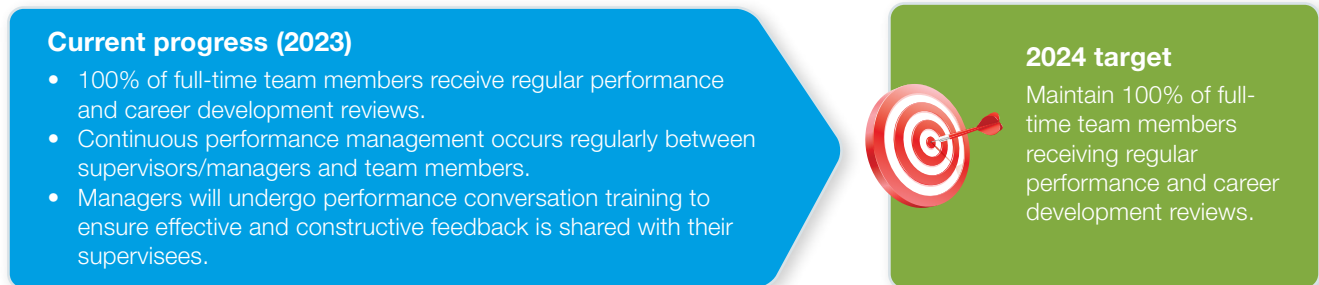 Current progress (2023)
• 100% of full-time team members receive regular performance
and career development reviews.
• Continuous performance management occurs regularly between
supervisors/managers and team members.
• Managers will undergo performance conversation training to
ensure effective and constructive feedback is shared with their
supervisees.
2024 target
Maintain 100% of full-
time team members
receiving regular
performance and career
development reviews.